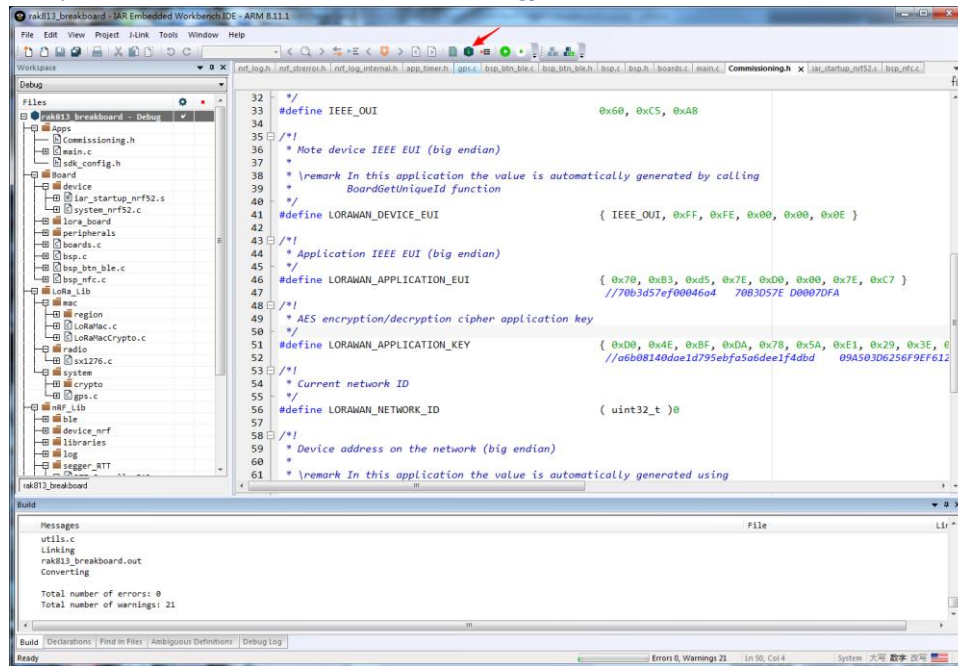 rak813_breakboard - IAR Embedded Workbench IDE - ARM 8.11.1
File Edit View Project J-Link Tools Window Help
Workspace
nrf_log.h nrf_strerror.h nrf_log_internal.h app_timer.h gps.c bsp_btn_ble.c bsp_btn_ble.h bsp.c bsp.h boards.c main.c Commissioning.h x iar_startup_nrf52.s bsp_nfc.c
Debug
Files
rak813_breakboard - Debug
Apps
Commissioning.h
main.c
sdk_config.h
Board
device
iar_startup_nrf52.s
system_nrf52.c
lora_board
peripherals
boards.c
bsp.c
bsp_btn_ble.c
bsp_nfc.c
LoRa_Lib
mac
region
LoRaMac.c
LoRaMacCrypto.c
radio
sx1276.c
system
crypto
gps.c
nRF_Lib
ble
device_nrf
libraries
log
segger_RTT
rak813_breakboard
32 */
33 #define IEEE_OUI 0x60, 0xC5, 0xA8
34
35 /*!
36 * Mote device IEEE EUI (big endian)
37 *
38 * \remark In this application the value is automatically generated by calling
39 * BoardGetUniqueId function
40 */
41 #define LORAWAN_DEVICE_EUI { IEEE_OUI, 0xFF, 0xFE, 0x00, 0x00, 0x0E }
42
43 /*!
44 * Application IEEE EUI (big endian)
45 */
46 #define LORAWAN_APPLICATION_EUI { 0x70, 0xB3, 0xd5, 0x7E, 0xD0, 0x00, 0x7E, 0xC7 }
47 //70b3d57ef00046a4 70B3D57E D0007DFA
48 /*!
49 * AES encryption/decryption cipher application key
50 */
51 #define LORAWAN_APPLICATION_KEY { 0xD0, 0x4E, 0xBF, 0xDA, 0x78, 0x5A, 0xE1, 0x29, 0x3E, 0
52 //a6b08140dae1d795ebfa5a6dee1f4dbd 09A503D6256F9EF612
53 /*!
54 * Current network ID
55 */
56 #define LORAWAN_NETWORK_ID ( uint32_t )0
57
58 /*!
59 * Device address on the network (big endian)
60 *
61 * \remark In this application the value is automatically generated using
Build
Messages File
utils.c
Linking
rak813_breakboard.out
Converting
Total number of errors: 0
Total number of warnings: 21
Build Declarations Find in Files Ambiguous Definitions Debug Log
Ready Errors 0, Warnings 21 Ln 50, Col 4 System 大写 数字 改写